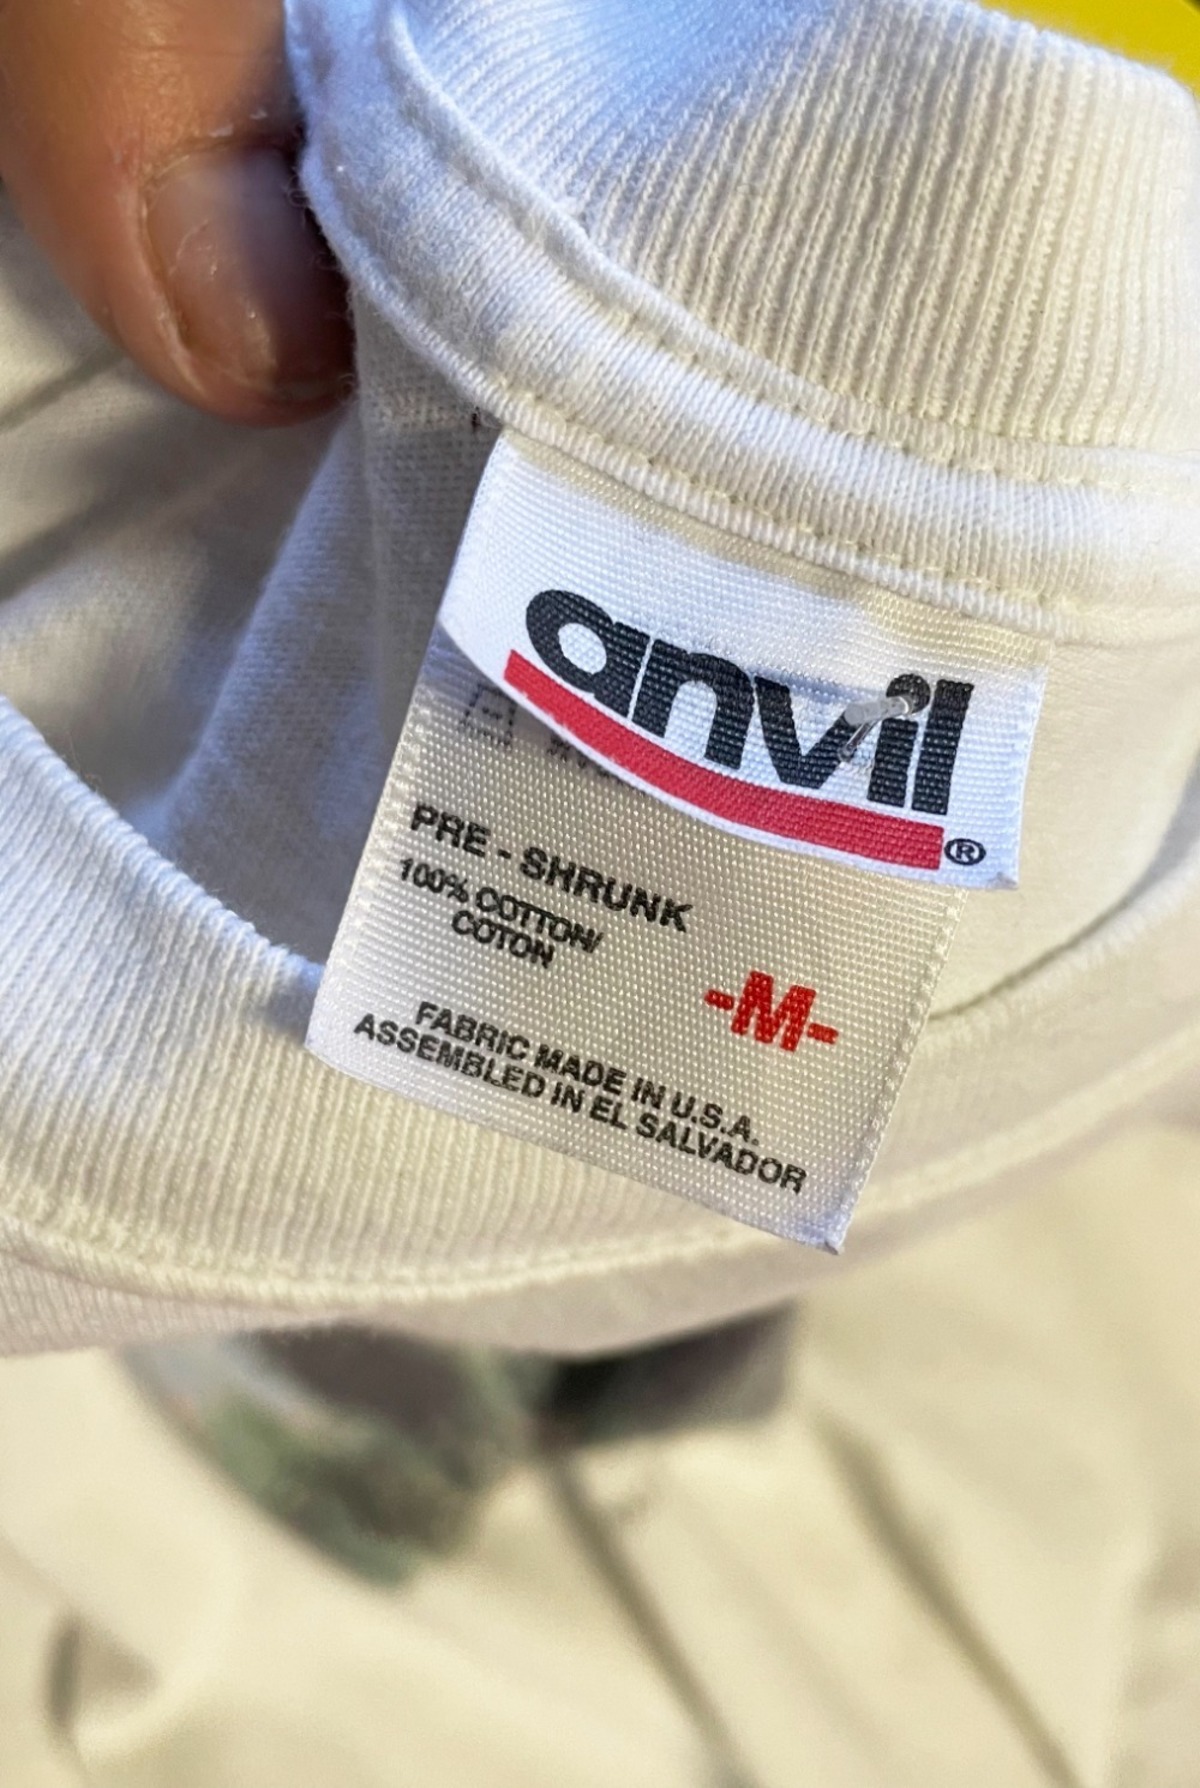 anvil®
PRE - SHRUNK
100% COTTON/
COTON
-M-
FABRIC MADE IN U.S.A.
ASSEMBLED IN EL SALVADOR